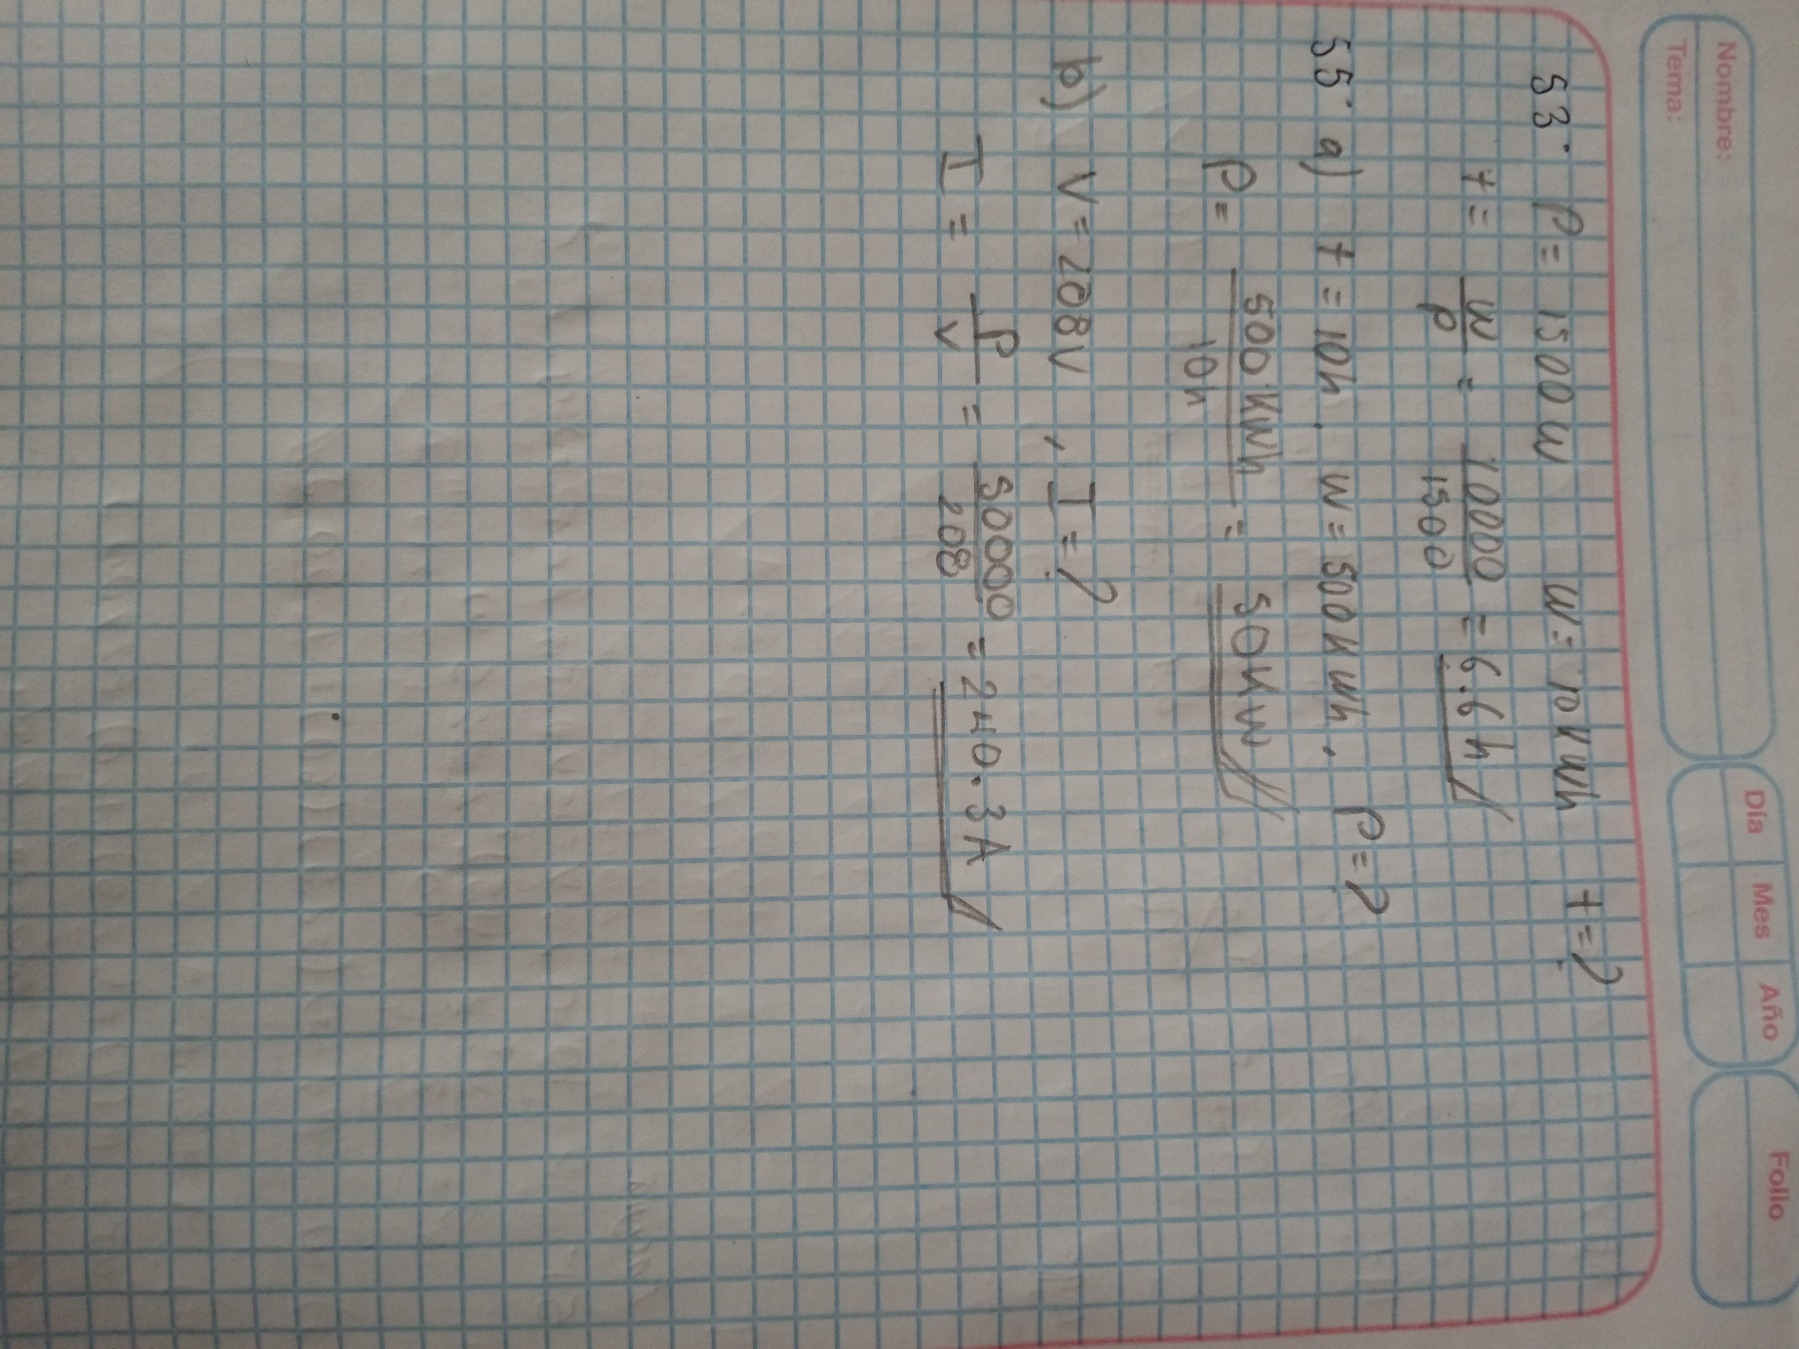 Nombre:
Tema:
Día Mes Año
Folio
53. P= 1500 w w= 10 kwh t=?
t= w/p = 10000/1500 = 6.6 h
55. a) t=10h. w=500 kwh. P=?
P= 500 kwh/10h = 50 kw
b) V=208V, I=?
I = P/V = 50000/208 = 240.3 A